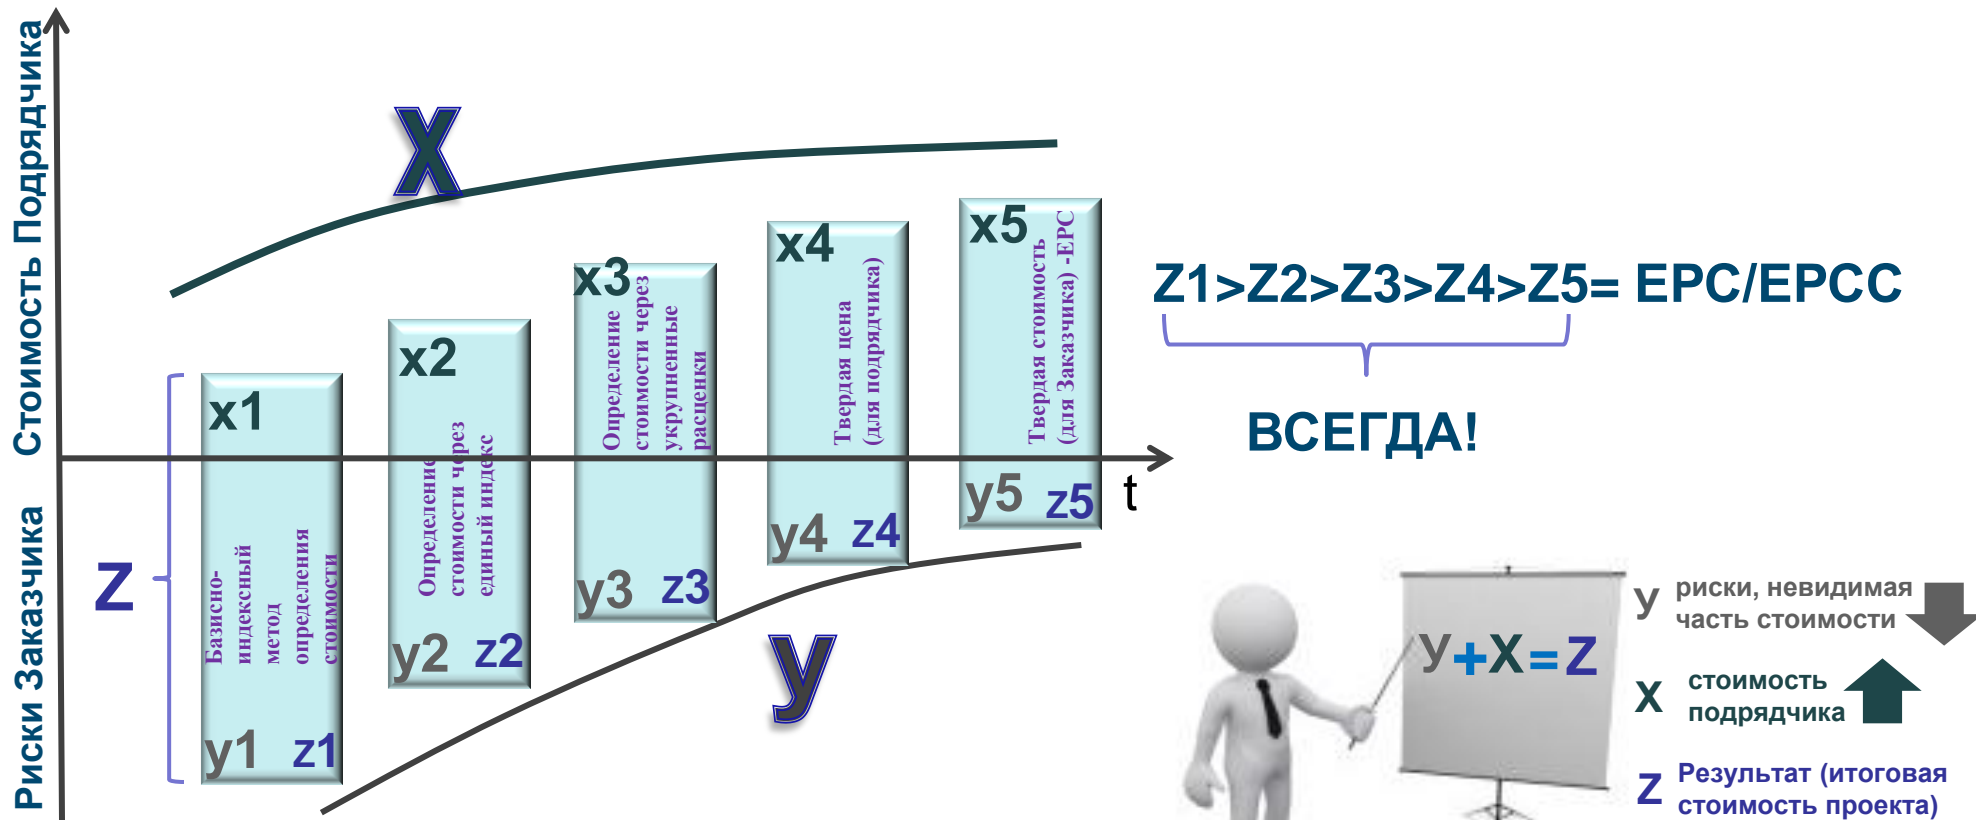 Стоимость Подрядчика
Риски Заказчика
X
x1
Базисно-
индексный
метод
определения
стоимости
y1 z1
Z
x2
Определение
стоимости через
единый индекс
y2 z2
x3
Определение
стоимости через
укрупненные
расценки
y3 z3
x4
Твердая цена
(для подрядчика)
y4 z4
x5
Твердая стоимость
(для Заказчика) -EPC
y5 z5
t
y
Z1>Z2>Z3>Z4>Z5= EPC/EPCC
ВСЕГДА!
У+X=Z
У риски, невидимая
часть стоимости
X стоимость
подрядчика
Z Результат (итоговая
стоимость проекта)